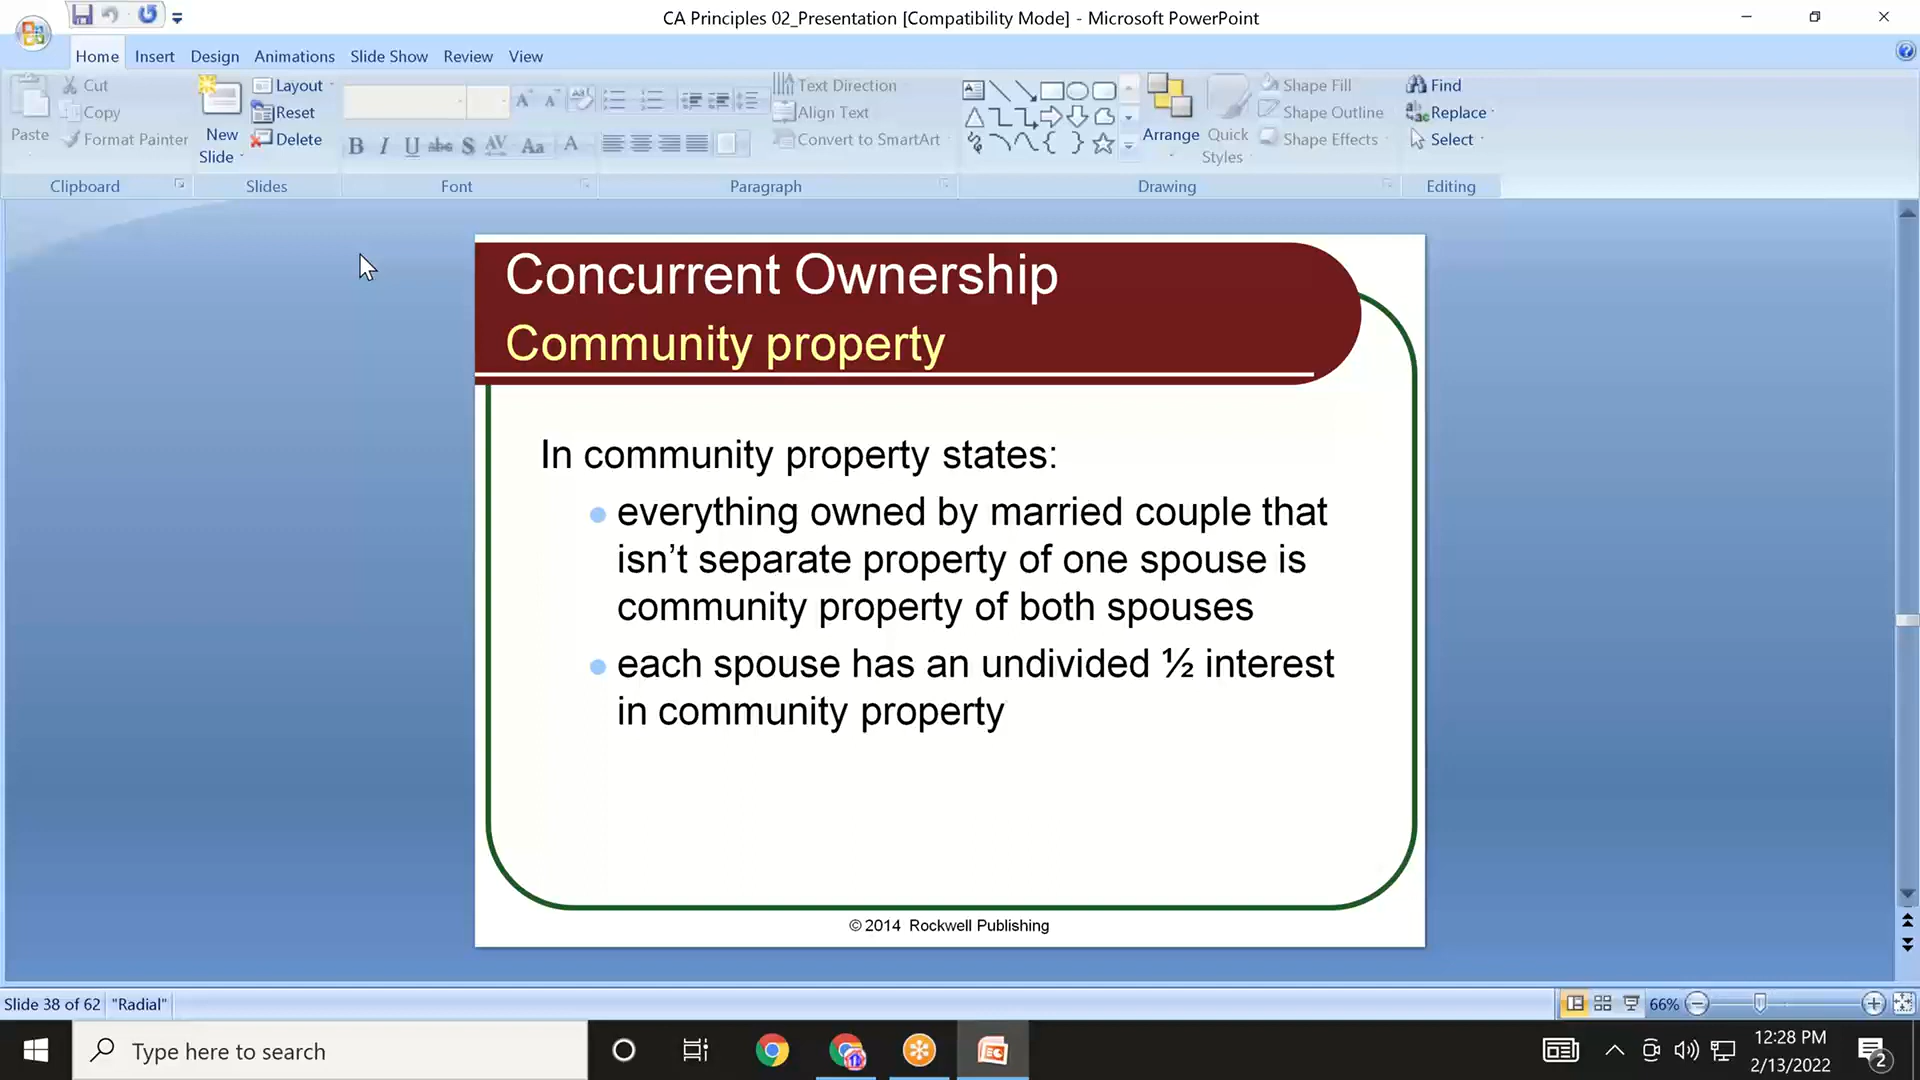 CA Principles 02_Presentation [Compatibility Mode] - Microsoft PowerPoint
Home Insert Design Animations Slide Show Review View
Paste
Cut
Copy
Format Painter
Clipboard
New
Slide
Layout
Reset
Delete
Slides
B I U abc S AV Aa A
Font
Text Direction
Align Text
Convert to SmartArt
Paragraph
Arrange
Quick
Styles
Shape Fill
Shape Outline
Shape Effects
Drawing
Find
Replace
Select
Editing
Concurrent Ownership
Community property
In community property states:
everything owned by married couple that
isn’t separate property of one spouse is
community property of both spouses
each spouse has an undivided ½ interest
in community property
© 2014 Rockwell Publishing
Slide 38 of 62 "Radial" 66%
Type here to search
12:28 PM
2/13/2022
2